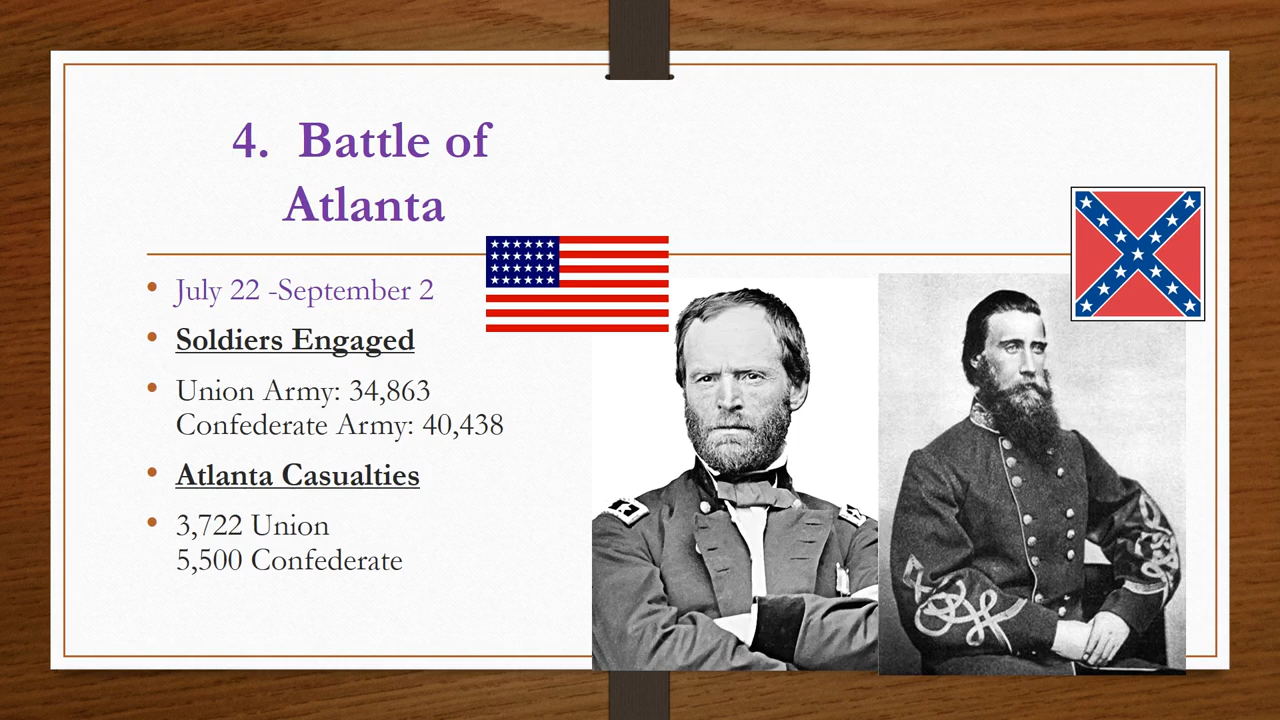 4. Battle of
Atlanta
July 22 -September 2
Soldiers Engaged
Union Army: 34,863
Confederate Army: 40,438
Atlanta Casualties
3,722 Union
5,500 Confederate